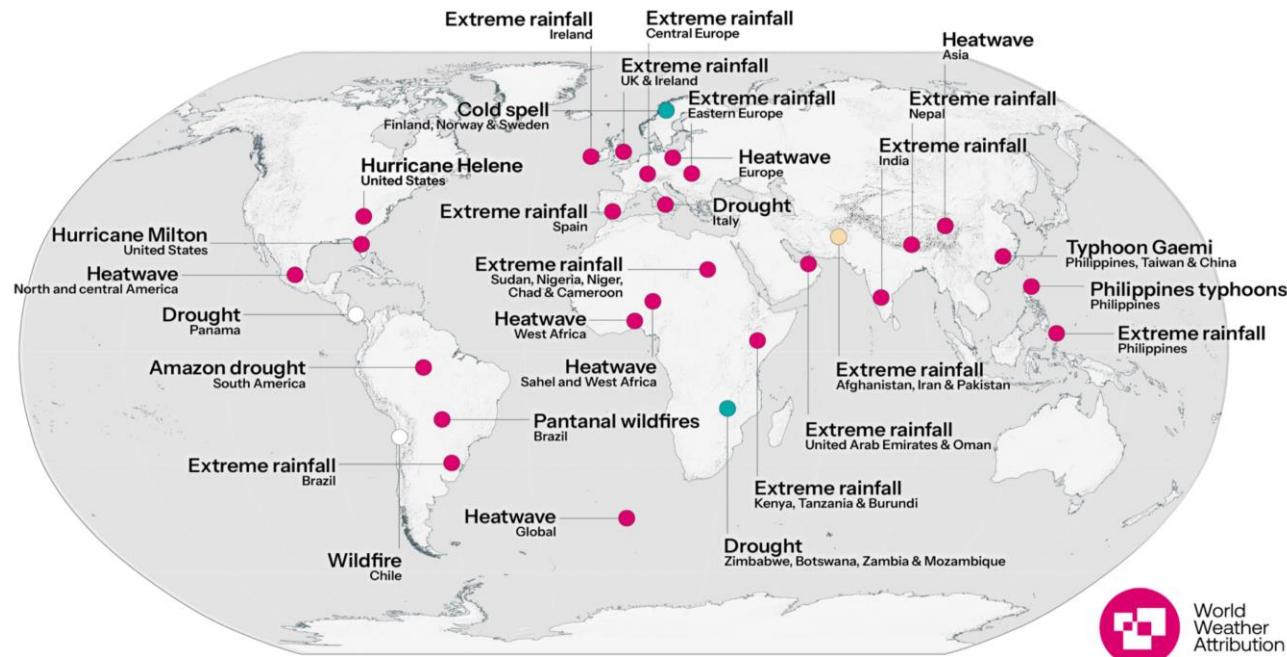 Extreme rainfall
Ireland
Extreme rainfall
Central Europe
Heatwave
Asia
Extreme rainfall
UK & Ireland
Cold spell
Finland, Norway & Sweden
Extreme rainfall
Eastern Europe
Extreme rainfall
Nepal
Extreme rainfall
India
Heatwave
Europe
Hurricane Helene
United States
Extreme rainfall
Spain
Drought
Italy
Hurricane Milton
United States
Typhoon Gaemi
Philippines, Taiwan & China
Heatwave
North and central America
Extreme rainfall
Sudan, Nigeria, Niger,
Chad & Cameroon
Philippines typhoons
Philippines
Drought
Panama
Heatwave
West Africa
Extreme rainfall
Philippines
Amazon drought
South America
Heatwave
Sahel and West Africa
Extreme rainfall
Afghanistan, Iran & Pakistan
Pantanal wildfires
Brazil
Extreme rainfall
United Arab Emirates & Oman
Extreme rainfall
Brazil
Extreme rainfall
Kenya, Tanzania & Burundi
Heatwave
Global
Drought
Zimbabwe, Botswana, Zambia & Mozambique
Wildfire
Chile
World
Weather
Attribution